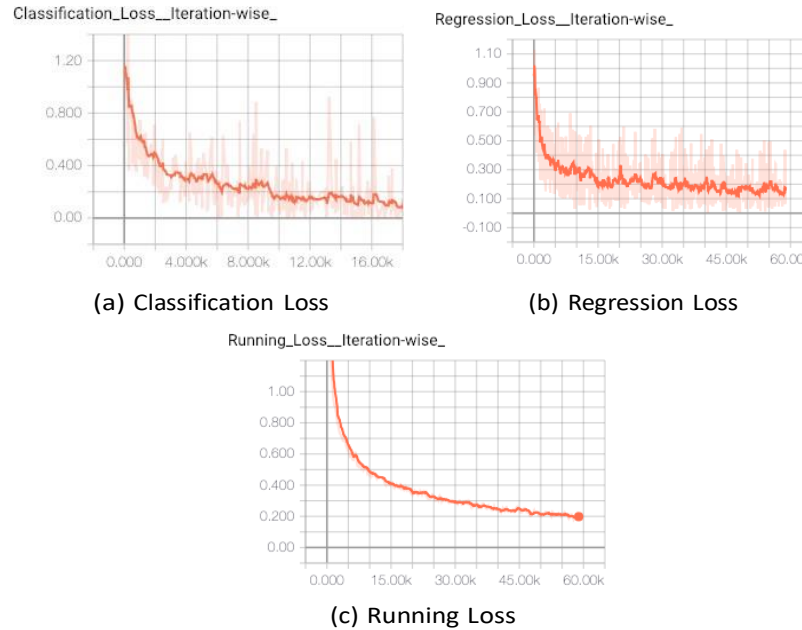 Classification_Loss__Iteration-wise_
1.20
0.800
0.400
0.00
0.000 4.000k 8.000k 12.00k 16.00k
(a) Classification Loss
Regression_Loss__Iteration-wise_
1.10
0.900
0.700
0.500
0.300
0.100
-0.100
0.000 15.00k 30.00k 45.00k 60.00
(b) Regression Loss
Running_Loss__Iteration-wise_
1.00
0.800
0.600
0.400
0.200
0.00
0.000 15.00k 30.00k 45.00k 60.00k
(c) Running Loss